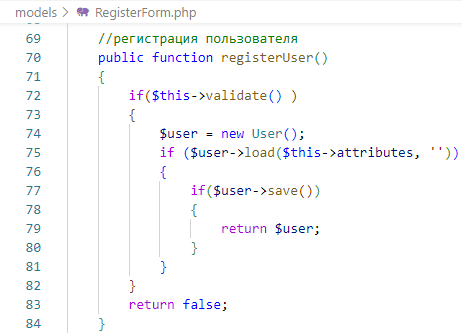 models > RegisterForm.php
69 //регистрация пользователя
70 public function registerUser()
71 {
72 if($this->validate() )
73 {
74 $user = new User();
75 if ($user->load($this->attributes, ''))
76 {
77 if($user->save())
78 {
79 return $user;
80 }
81 }
82 }
83 return false;
84 }